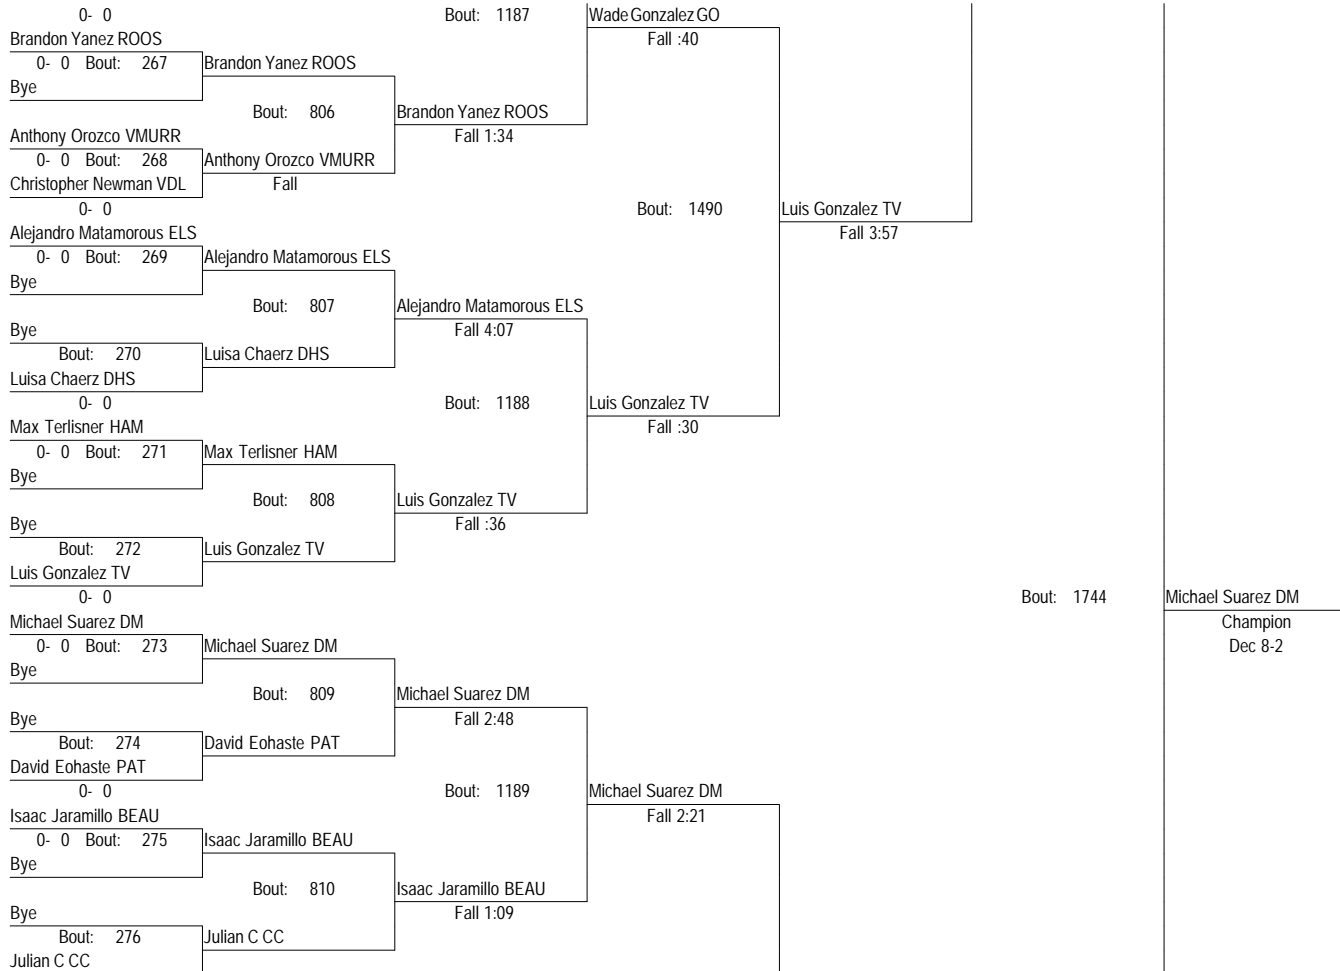 0- 0 Bout: 1187 Wade Gonzalez GO
Brandon Yanez ROOS Fall :40
0- 0 Bout: 267 Brandon Yanez ROOS
Bye
Bout: 806 Brandon Yanez ROOS
Anthony Orozco VMURR Fall 1:34
0- 0 Bout: 268 Anthony Orozco VMURR
Christopher Newman VDL Fall
0- 0 Bout: 1490 Luis Gonzalez TV
Alejandro Matamorous ELS Fall 3:57
0- 0 Bout: 269 Alejandro Matamorous ELS
Bye
Bout: 807 Alejandro Matamorous ELS
Bye Fall 4:07
Bout: 270 Luisa Chaerz DHS
Luisa Chaerz DHS
0- 0 Bout: 1188 Luis Gonzalez TV
Max Terlisner HAM Fall :30
0- 0 Bout: 271 Max Terlisner HAM
Bye
Bout: 808 Luis Gonzalez TV
Bye Fall :36
Bout: 272 Luis Gonzalez TV
Luis Gonzalez TV
0- 0 Bout: 1744 Michael Suarez DM
Michael Suarez DM Champion
0- 0 Bout: 273 Michael Suarez DM Dec 8-2
Bye
Bout: 809 Michael Suarez DM
Bye Fall 2:48
Bout: 274 David Eohaste PAT
David Eohaste PAT
0- 0 Bout: 1189 Michael Suarez DM
Isaac Jaramillo BEAU Fall 2:21
0- 0 Bout: 275 Isaac Jaramillo BEAU
Bye
Bout: 810 Isaac Jaramillo BEAU
Bye Fall 1:09
Bout: 276 Julian C CC
Julian C CC